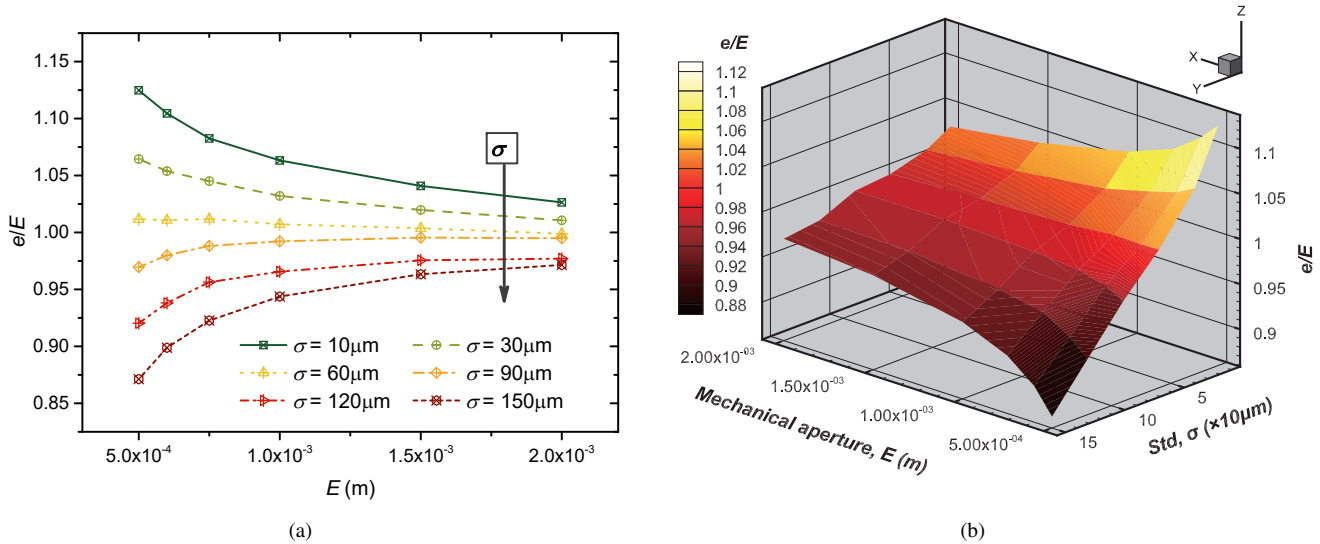 1.15
1.10
1.05
1.00
0.95
0.90
0.85
e/E
σ
σ = 10μm
σ = 30μm
σ = 60μm
σ = 90μm
σ = 120μm
σ = 150μm
5.0x10⁻⁴
1.0x10⁻³
1.5x10⁻³
2.0x10⁻³
E (m)
(a)
e/E
1.12
1.1
1.08
1.06
1.04
1.02
1
0.98
0.96
0.94
0.92
0.9
0.88
Z
X
Y
1.1
1.05
1
0.95
0.9
e/E
2.00x10⁻⁰³
1.50x10⁻⁰³
1.00x10⁻⁰³
5.00x10⁻⁰⁴
Mechanical aperture, E (m)
15
10
5
Std, σ (×10μm)
(b)